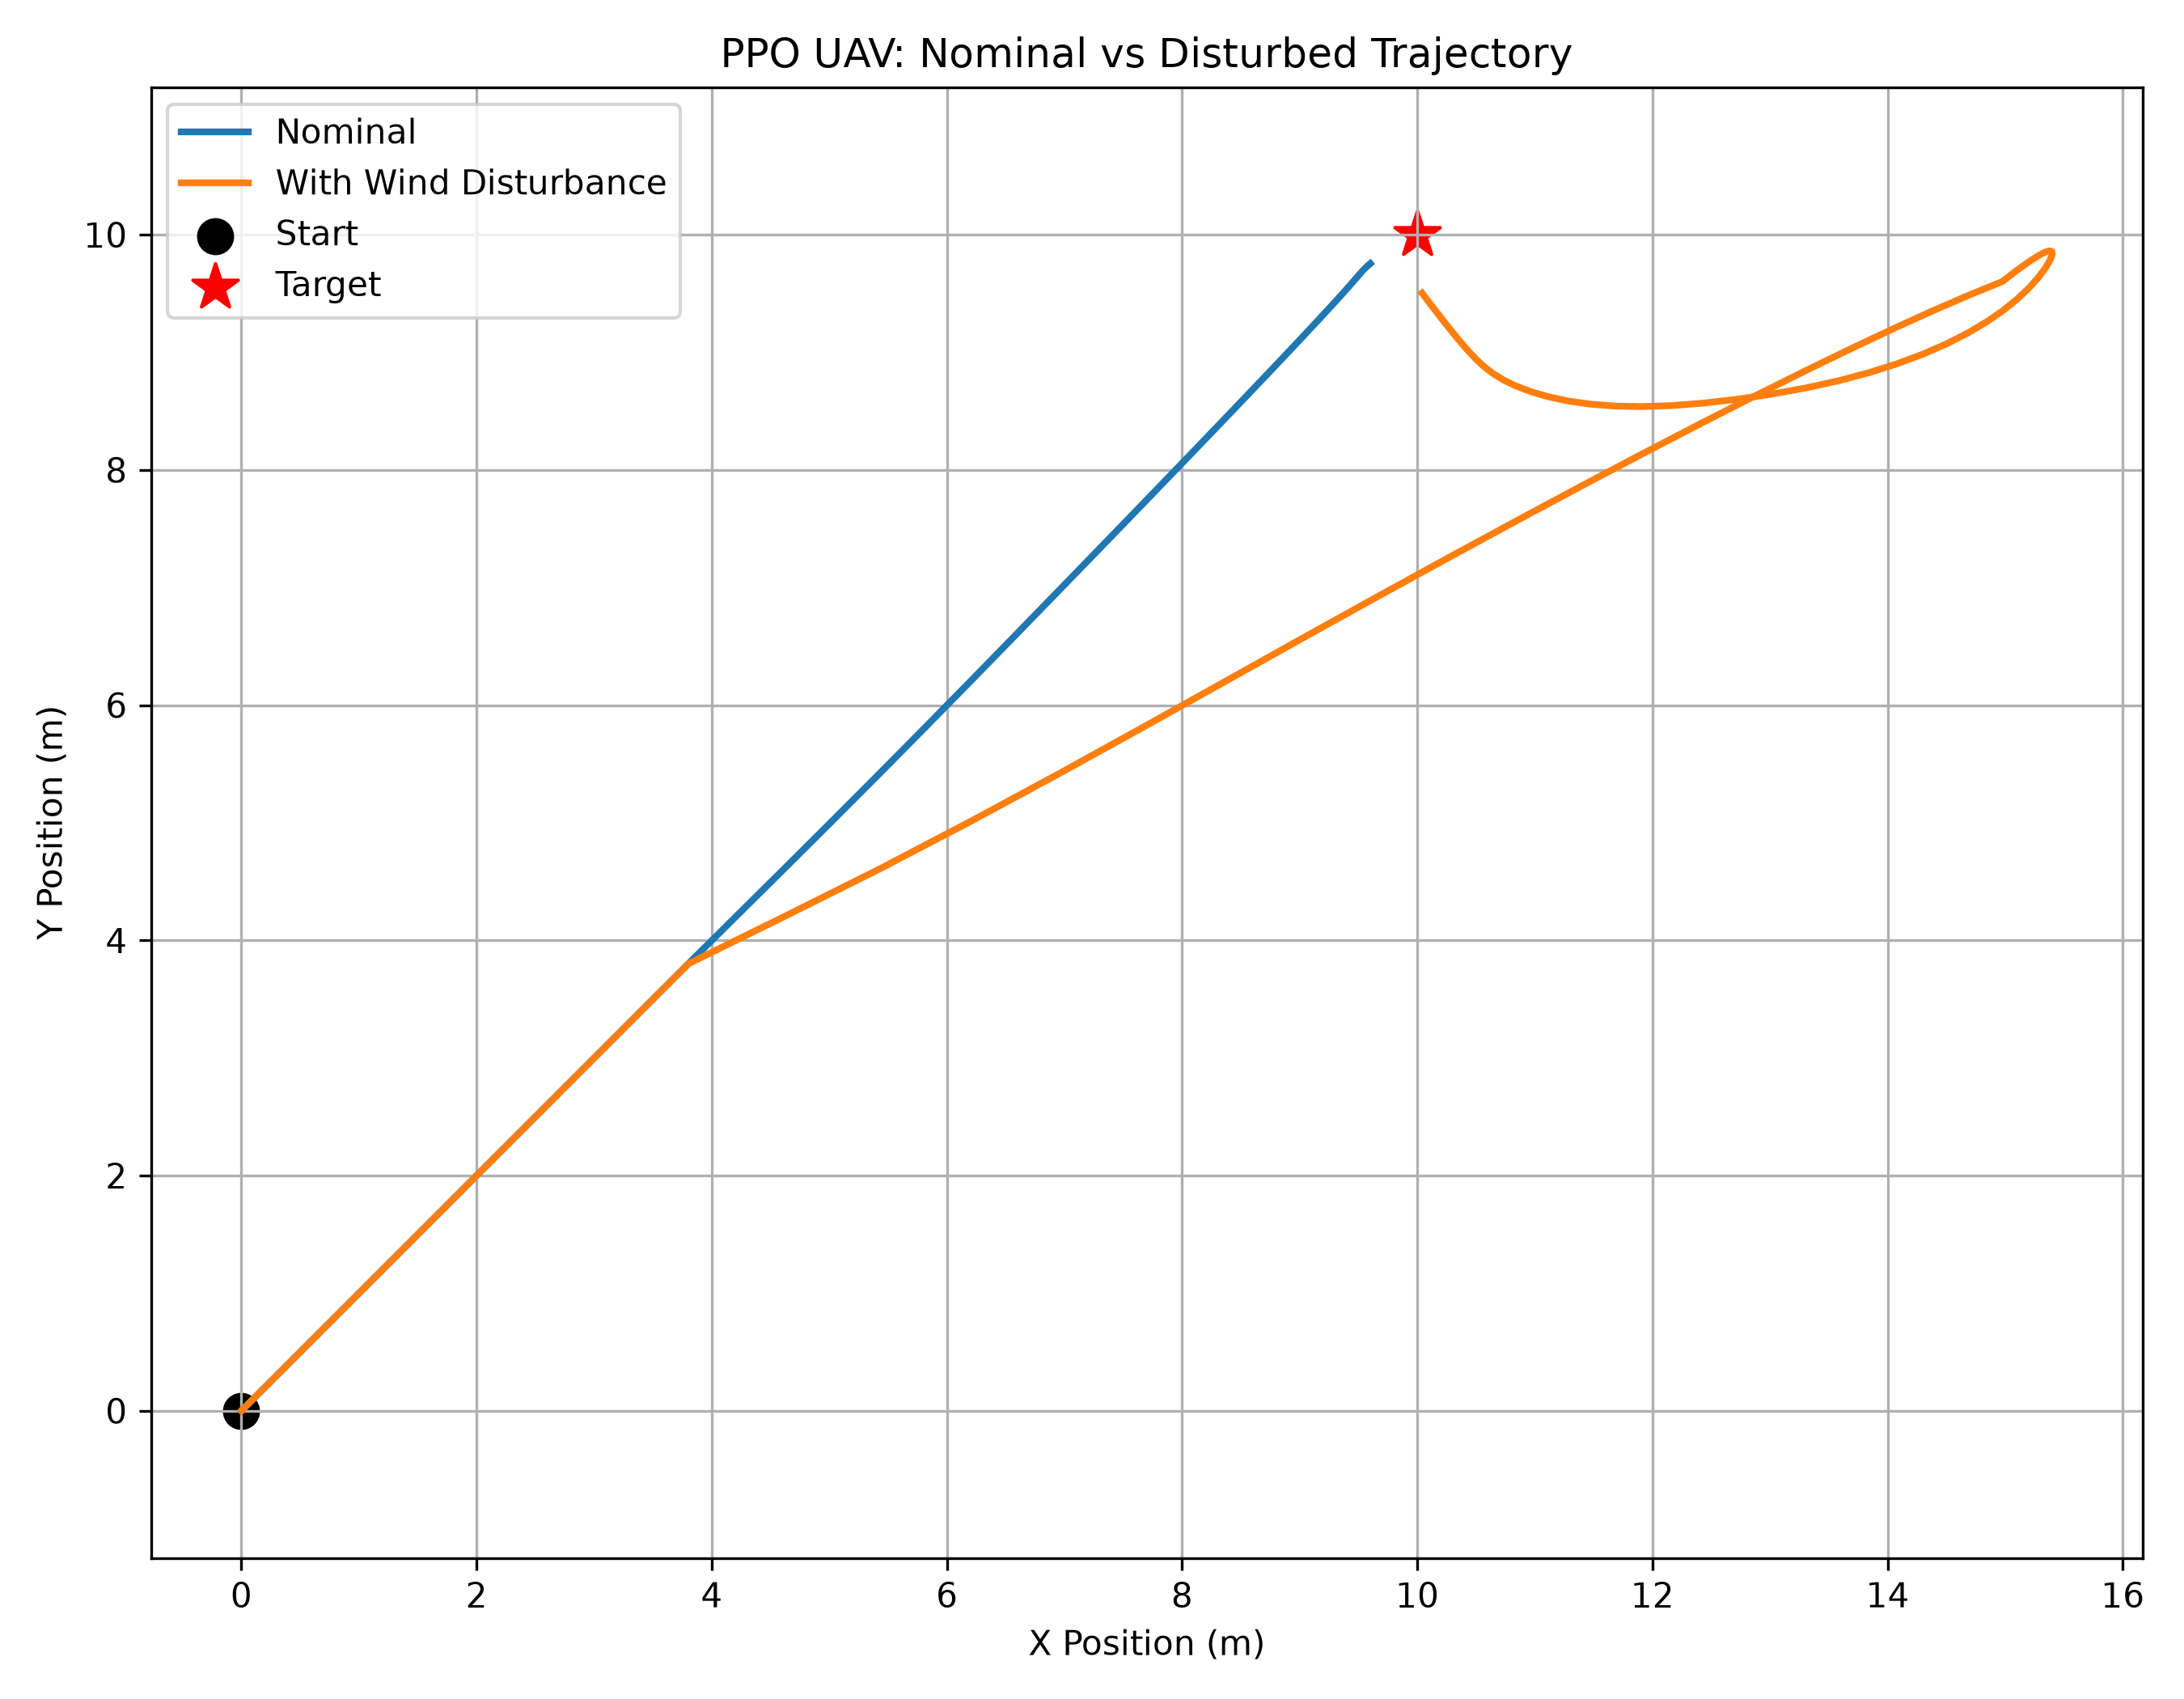 PPO UAV: Nominal vs Disturbed Trajectory
Nominal
With Wind Disturbance
Start
Target
Y Position (m)
10
8
6
4
2
0
0 2 4 6 8 10 12 14 16
X Position (m)